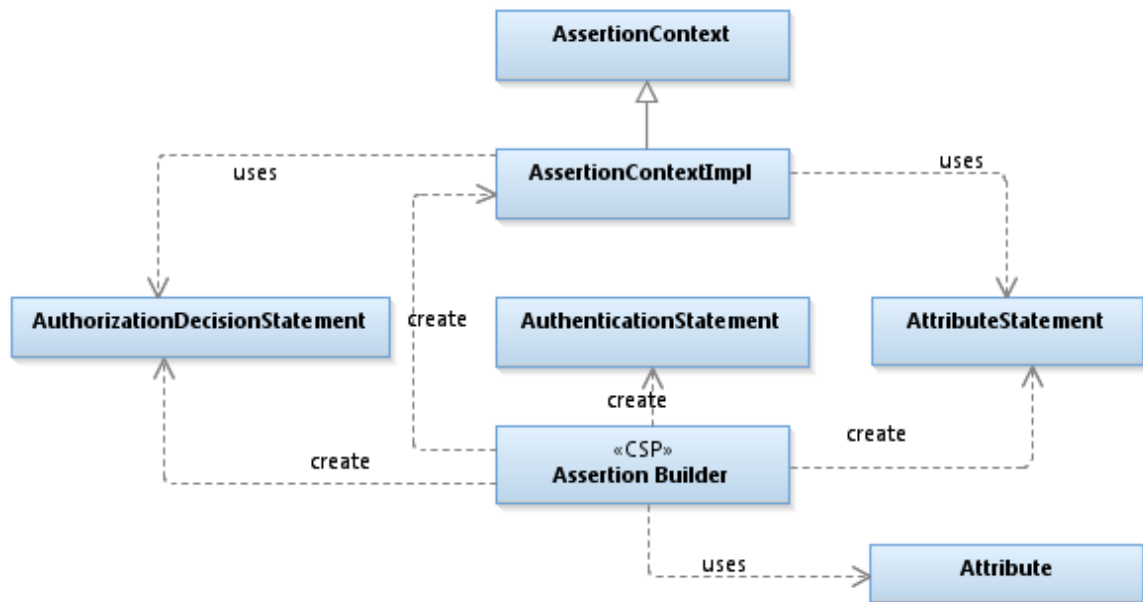 AssertionContext
uses
AssertionContextImpl
uses
AuthorizationDecisionStatement
create
AuthenticationStatement
AttributeStatement
create
create
create
«CSP»
Assertion Builder
uses
Attribute